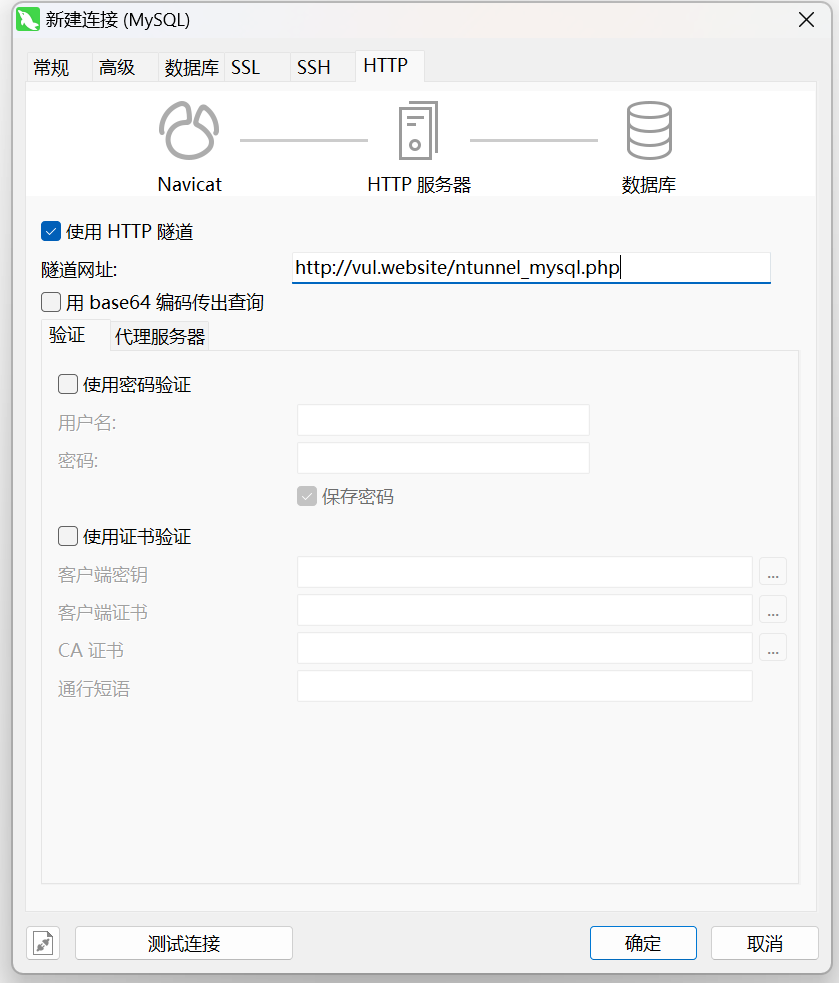 新建连接 (MySQL)
常规 高级 数据库 SSL SSH HTTP
Navicat HTTP 服务器 数据库
使用 HTTP 隧道
隧道网址: http://vul.website/ntunnel_mysql.php
用 base64 编码传出查询
验证 代理服务器
使用密码验证
用户名:
密码:
保存密码
使用证书验证
客户端密钥 ...
客户端证书 ...
CA 证书 ...
通行短语
测试连接 确定 取消